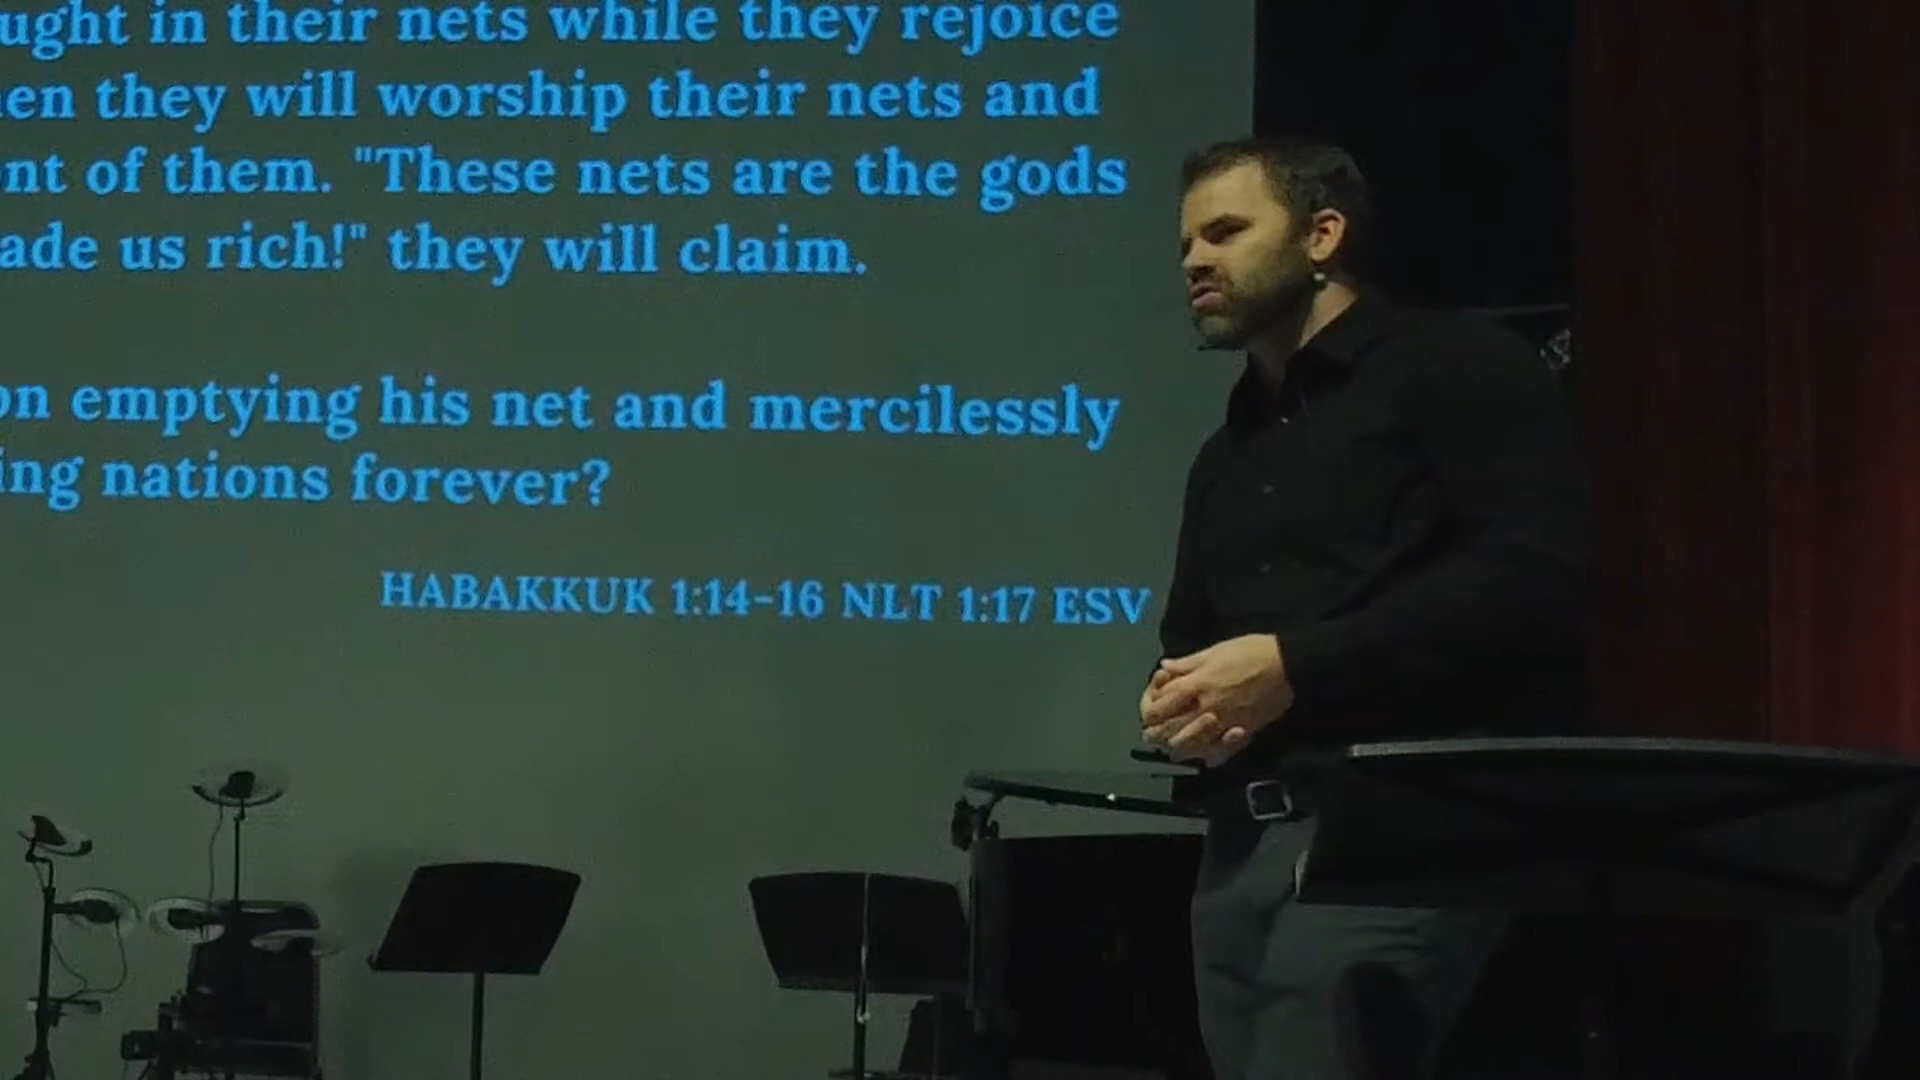 ught in their nets while they rejoice
en they will worship their nets and
nt of them. "These nets are the gods
ade us rich!" they will claim.
on emptying his net and mercilessly
ing nations forever?
HABAKKUK 1:14-16 NLT 1:17 ESV